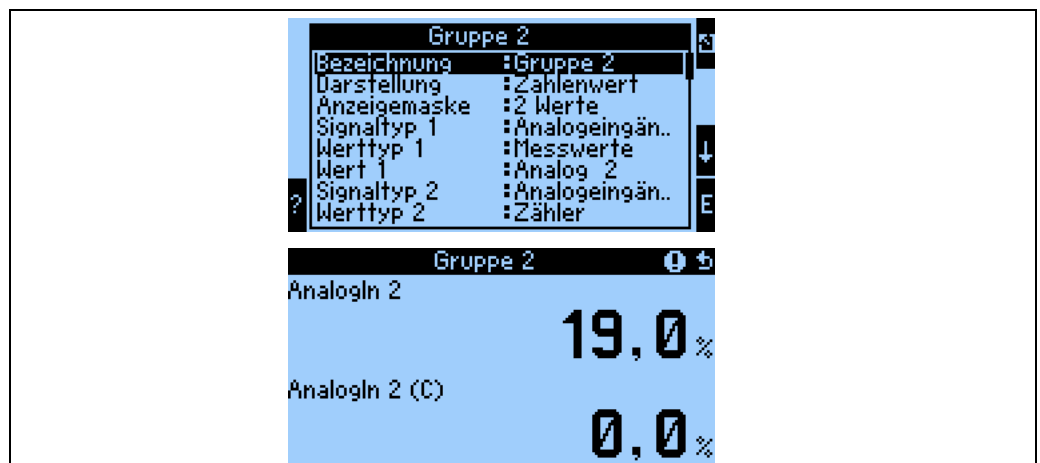 Gruppe 2
Bezeichnung :Gruppe 2
Darstellung :Zahlenwert
Anzeigemaske :2 Werte
Signaltyp 1 :Analogeingän..
Werttyp 1 :Messwerte
Wert 1 :Analog 2
Signaltyp 2 :Analogeingän..
Werttyp 2 :Zähler
? ↓ E
Gruppe 2
AnalogIn 2
19,0 %
AnalogIn 2 (C)
0,0 %